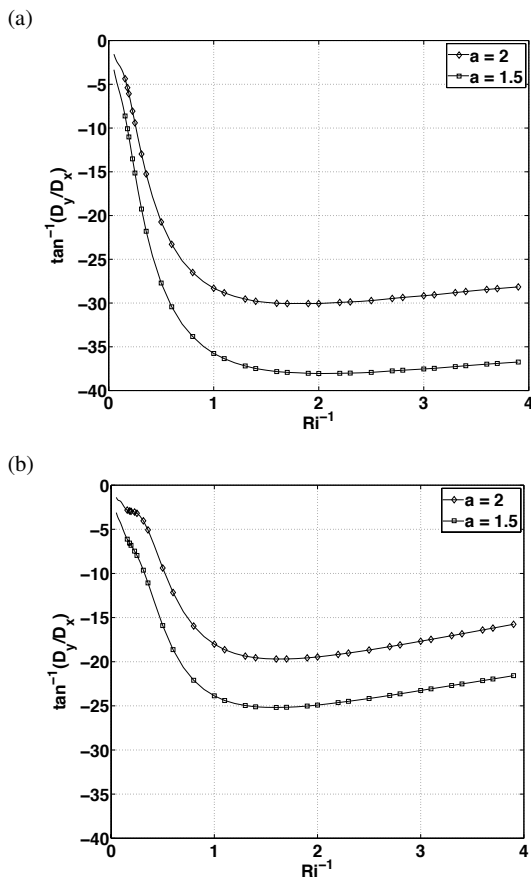 (a)
0
−5
−10
−15
−20
−25
−30
−35
−40
tan⁻¹(D_y/D_x)
0 1 2 3 4
Ri⁻¹
a = 2
a = 1.5
(b)
0
−5
−10
−15
−20
−25
−30
−35
−40
tan⁻¹(D_y/D_x)
0 1 2 3 4
Ri⁻¹
a = 2
a = 1.5